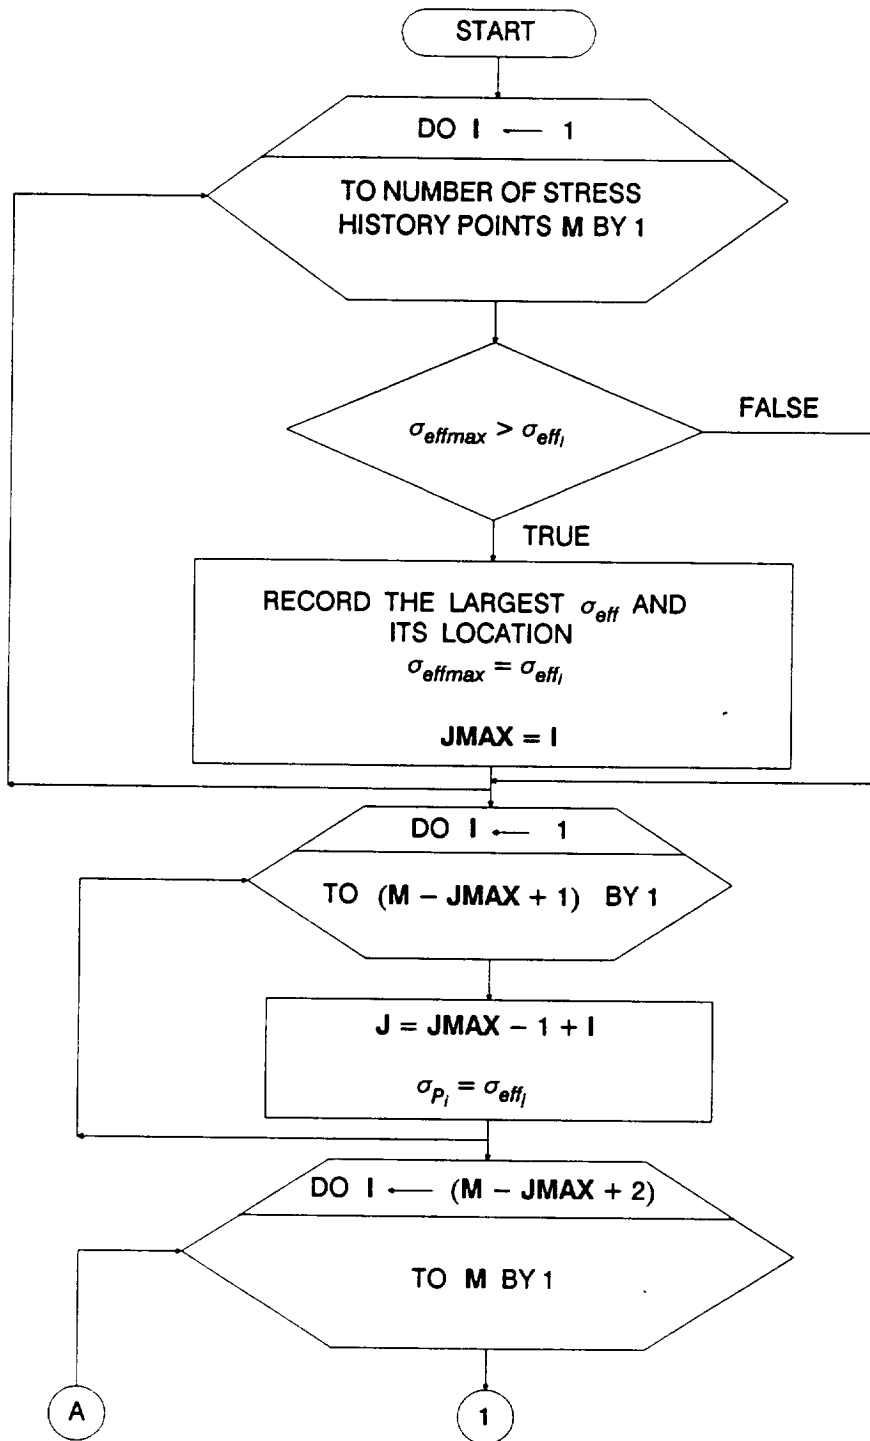 START
DO I ← 1
TO NUMBER OF STRESS
HISTORY POINTS M BY 1
FALSE
σeffmax > σeffi
TRUE
RECORD THE LARGEST σeff AND
ITS LOCATION
σeffmax = σeffi
JMAX = I
DO I ← 1
TO (M − JMAX + 1) BY 1
J = JMAX − 1 + I
σPi = σeffj
DO I ← (M − JMAX + 2)
TO M BY 1
A
1